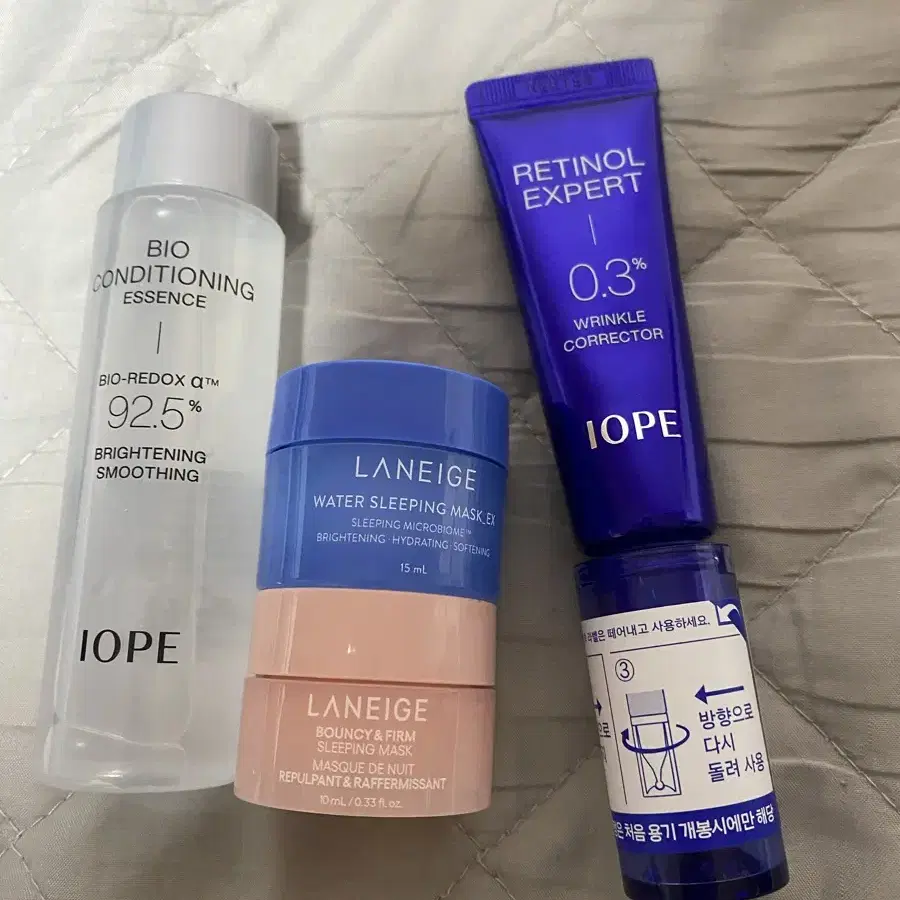 BIO
CONDITIONING
ESSENCE
BIO-REDOX α™
92.5%
BRIGHTENING
SMOOTHING
IOPE
LANEIGE
WATER SLEEPING MASK_EX
SLEEPING MICROBIOME™
BRIGHTENING · HYDRATING · SOFTENING
15 mL
LANEIGE
BOUNCY & FIRM
SLEEPING MASK
MASQUE DE NUIT
REPULPANT & RAFFERMISSANT
10 mL / 0.33 fl. oz.
RETINOL
EXPERT
0.3%
WRINKLE
CORRECTOR
IOPE
떼어내고 사용하세요.
③
방향으로
다시
돌려 사용
처음 용기 개봉시에만 해당